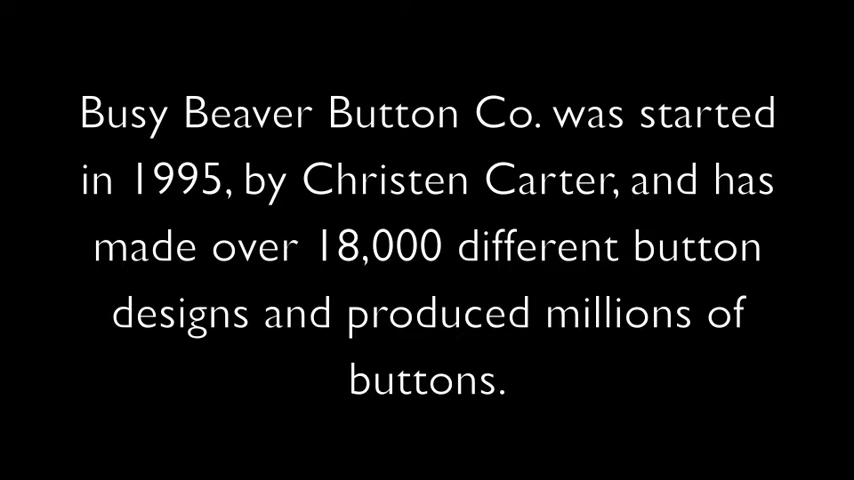 Busy Beaver Button Co. was started
in 1995, by Christen Carter, and has
made over 18,000 different button
designs and produced millions of
buttons.